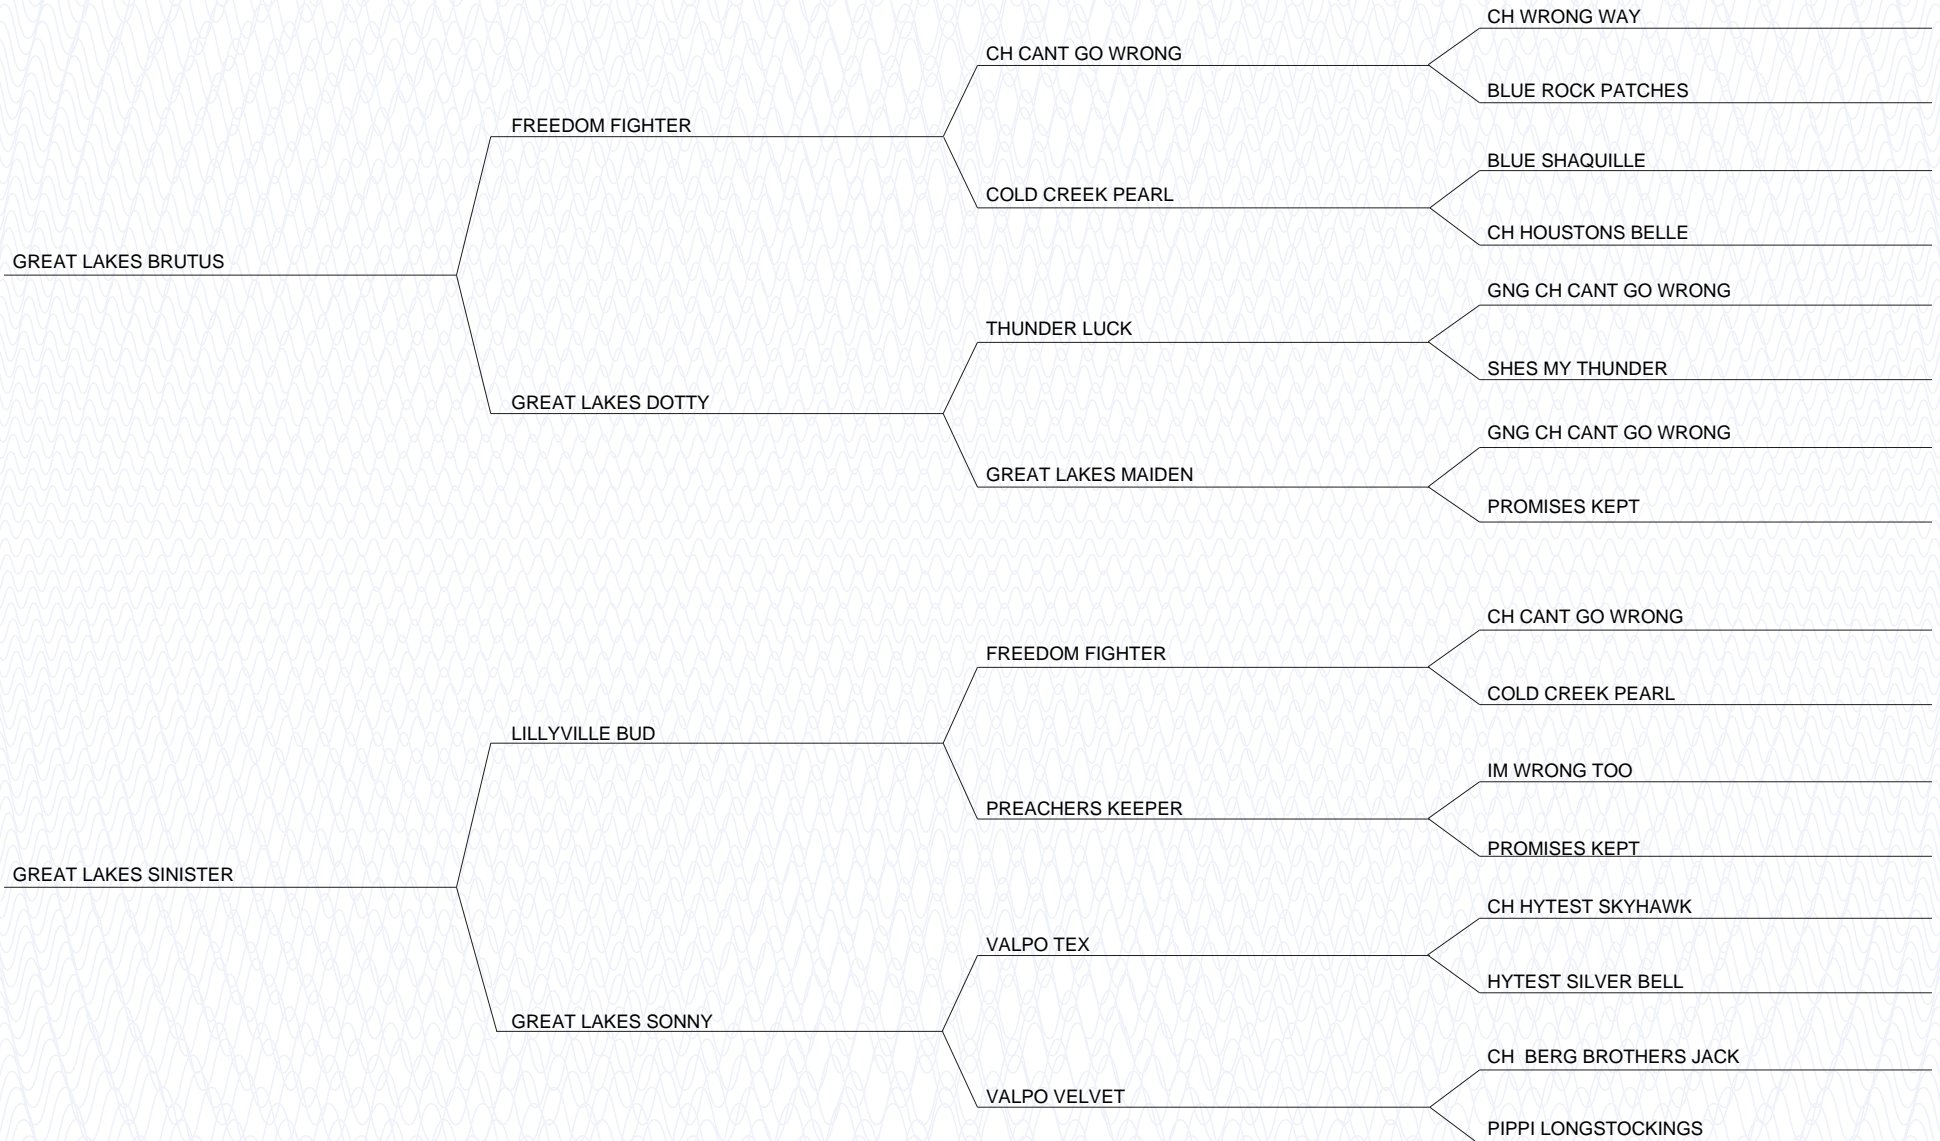 CH WRONG WAY
CH CANT GO WRONG
BLUE ROCK PATCHES
FREEDOM FIGHTER
BLUE SHAQUILLE
COLD CREEK PEARL
CH HOUSTONS BELLE
GREAT LAKES BRUTUS
GNG CH CANT GO WRONG
THUNDER LUCK
SHES MY THUNDER
GREAT LAKES DOTTY
GNG CH CANT GO WRONG
GREAT LAKES MAIDEN
PROMISES KEPT
CH CANT GO WRONG
FREEDOM FIGHTER
COLD CREEK PEARL
LILLYVILLE BUD
IM WRONG TOO
PREACHERS KEEPER
PROMISES KEPT
GREAT LAKES SINISTER
CH HYTEST SKYHAWK
VALPO TEX
HYTEST SILVER BELL
GREAT LAKES SONNY
CH  BERG BROTHERS JACK
VALPO VELVET
PIPPI LONGSTOCKINGS